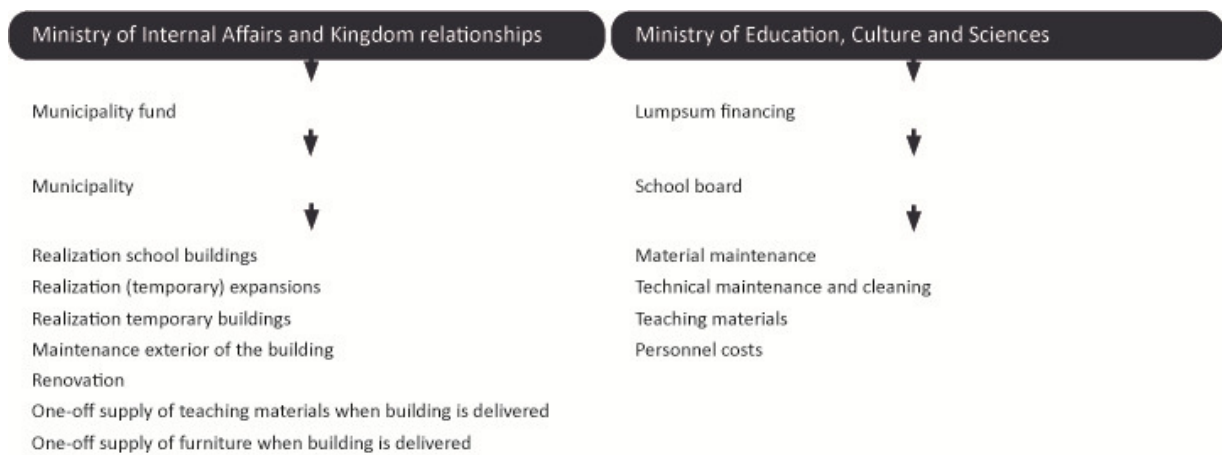 Ministry of Internal Affairs and Kingdom relationships
Municipality fund
Municipality
Realization school buildings
Realization (temporary) expansions
Realization temporary buildings
Maintenance exterior of the building
Renovation
One-off supply of teaching materials when building is delivered
One-off supply of furniture when building is delivered
Ministry of Education, Culture and Sciences
Lumpsum financing
School board
Material maintenance
Technical maintenance and cleaning
Teaching materials
Personnel costs